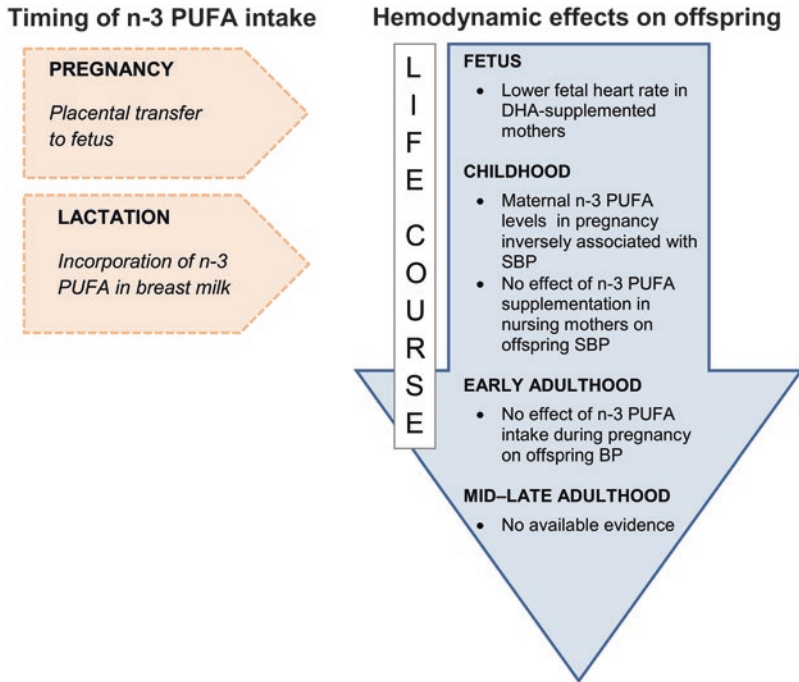 Timing of n-3 PUFA intake
PREGNANCY
Placental transfer
to fetus
LACTATION
Incorporation of n-3
PUFA in breast milk
Hemodynamic effects on offspring
LIFE COURSE
FETUS
• Lower fetal heart rate in
DHA-supplemented
mothers
CHILDHOOD
• Maternal n-3 PUFA
levels in pregnancy
inversely associated with
SBP
• No effect of n-3 PUFA
supplementation in
nursing mothers on
offspring SBP
EARLY ADULTHOOD
• No effect of n-3 PUFA
intake during pregnancy
on offspring BP
MID–LATE ADULTHOOD
• No available evidence